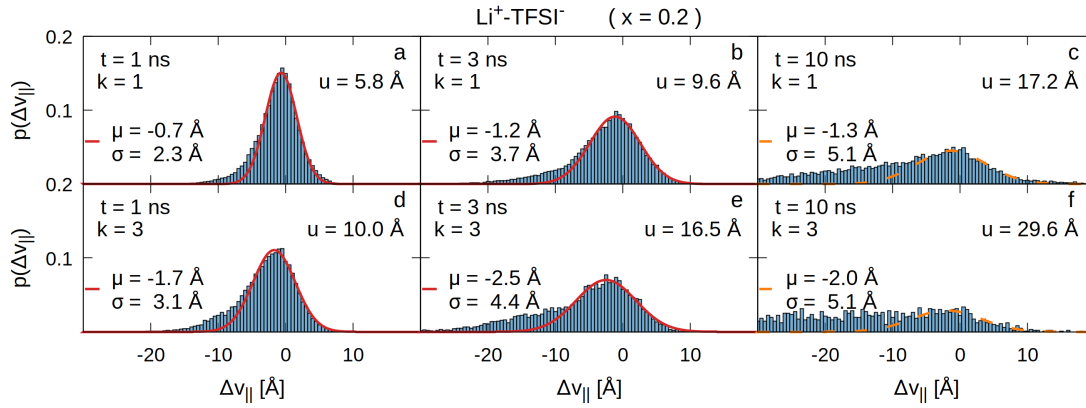 Li⁺-TFSI⁻ ( x = 0.2 )
0.2
0.1
p(Δv||)
t = 1 ns
a
k = 1
u = 5.8 Å
μ = -0.7 Å
σ = 2.3 Å
t = 3 ns
b
k = 1
u = 9.6 Å
μ = -1.2 Å
σ = 3.7 Å
t = 10 ns
c
k = 1
u = 17.2 Å
μ = -1.3 Å
σ = 5.1 Å
0.2
0.1
p(Δv||)
t = 1 ns
d
k = 3
u = 10.0 Å
μ = -1.7 Å
σ = 3.1 Å
t = 3 ns
e
k = 3
u = 16.5 Å
μ = -2.5 Å
σ = 4.4 Å
t = 10 ns
f
k = 3
u = 29.6 Å
μ = -2.0 Å
σ = 5.1 Å
-20 -10 0 10 -20 -10 0 10 -20 -10 0 10
Δv|| [Å] Δv|| [Å] Δv|| [Å]